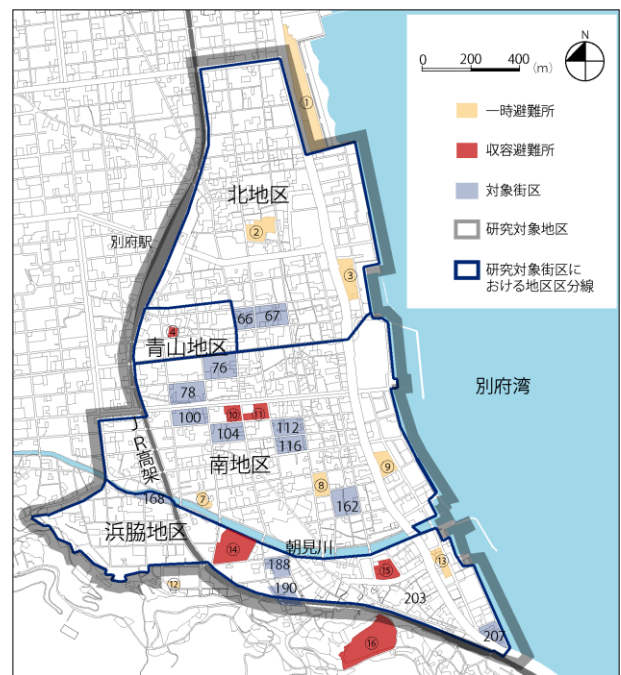 N
0 200 400 (m)
一時避難所
収容避難所
対象街区
研究対象地区
研究対象街区に
おける地区区分線
①
北地区
②
別府駅
③
66 67
④
青山地区
76
別府湾
78
100
⑩ ⑪
104
112
116
JR高架
南地区
⑨
⑧
162
168
⑦
浜脇地区
⑭
朝見川
188
⑬
⑮
⑫
190
203
207
⑯